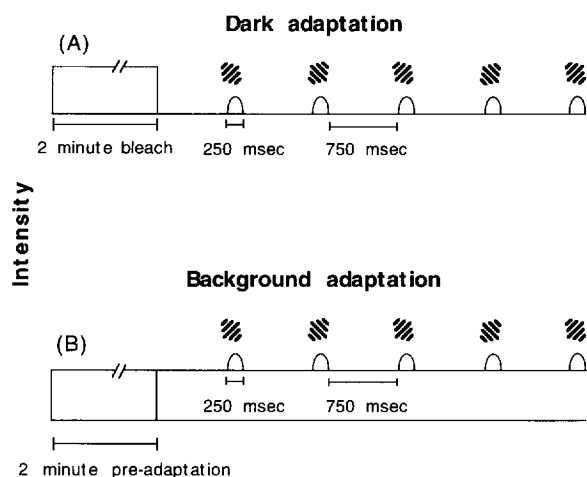 Dark adaptation
(A)
2 minute bleach
250 msec
750 msec
Intensity
Background adaptation
(B)
250 msec
750 msec
2 minute pre-adaptation